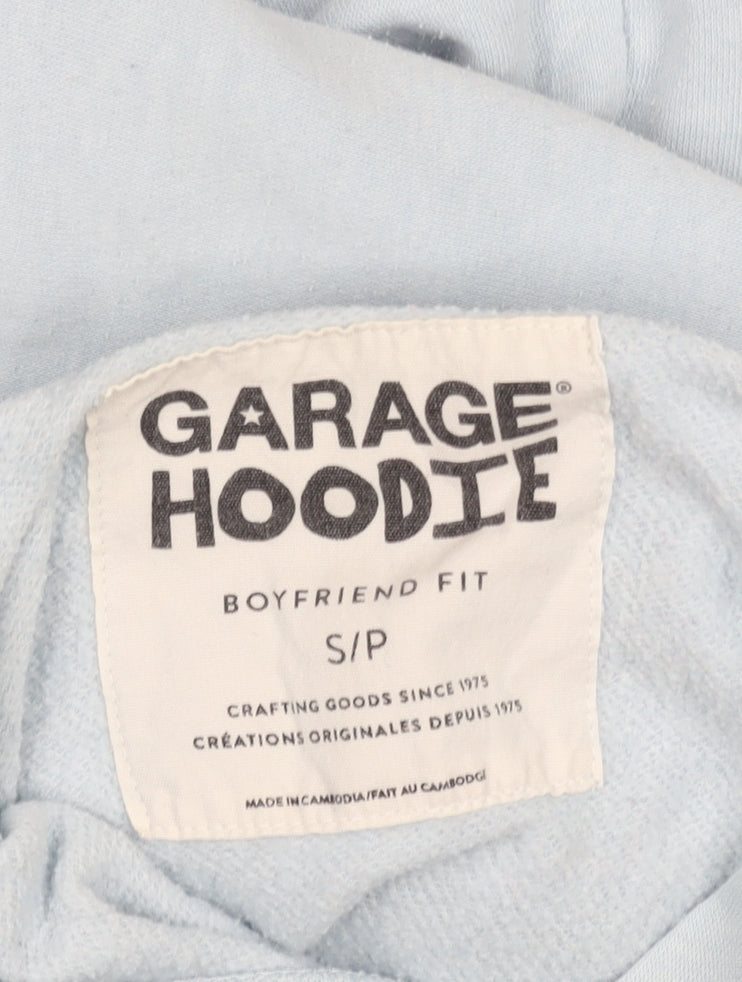 GARAGE®
HOODIE
BOYFRIEND FIT
S/P
CRAFTING GOODS SINCE 1975
CRÉATIONS ORIGINALES DEPUIS 1975
MADE IN CAMBODIA/FAIT AU CAMBODGE